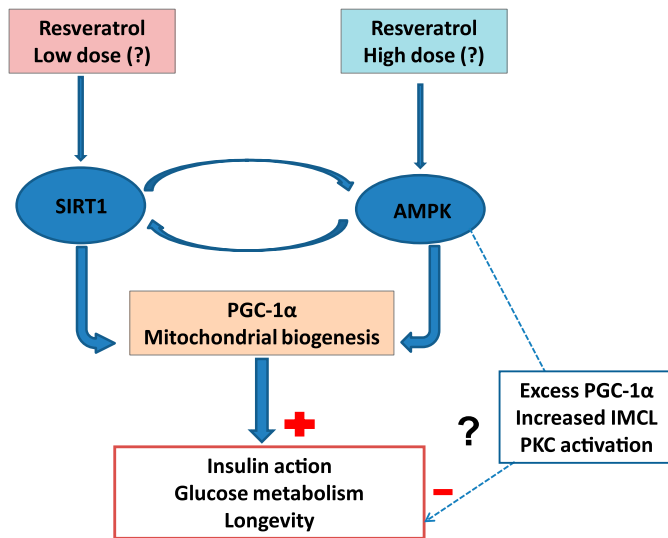 Resveratrol
Low dose (?)
Resveratrol
High dose (?)
SIRT1
AMPK
PGC-1α
Mitochondrial biogenesis
Excess PGC-1α
Increased IMCL
PKC activation
?
+
Insulin action
Glucose metabolism
Longevity
–